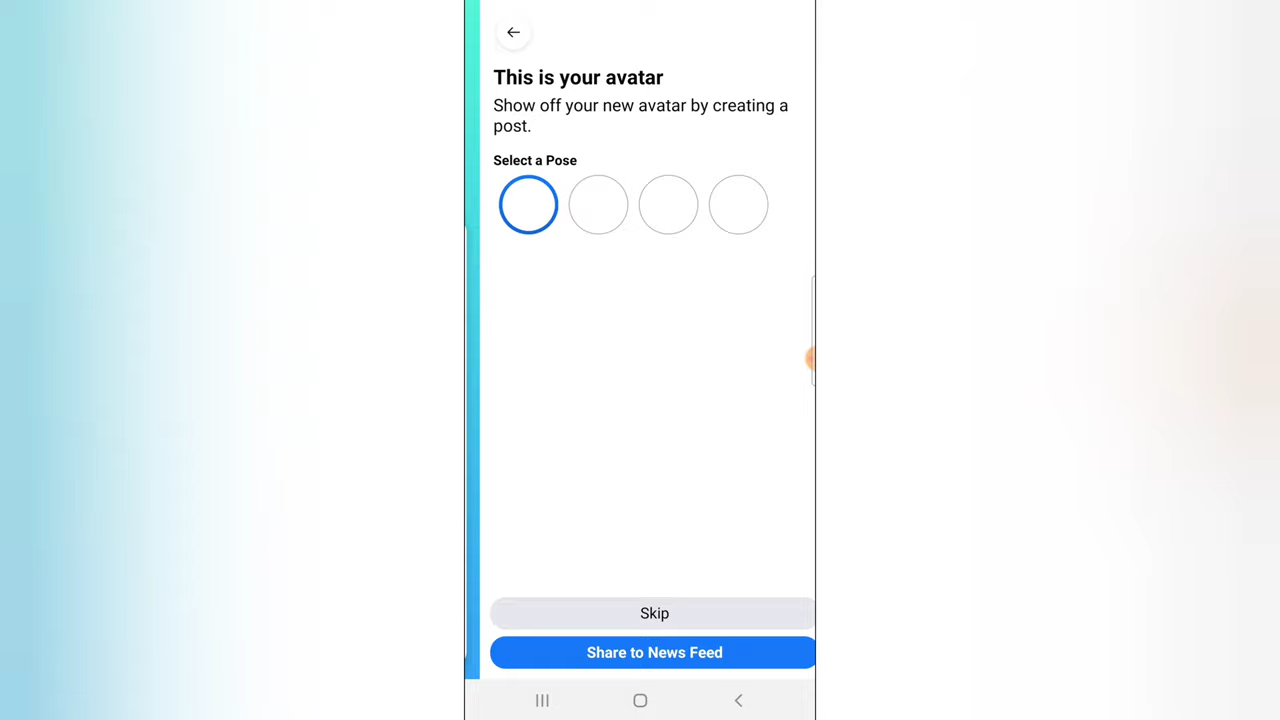 This is your avatar
Show off your new avatar by creating a
post.
Select a Pose
Skip
Share to News Feed